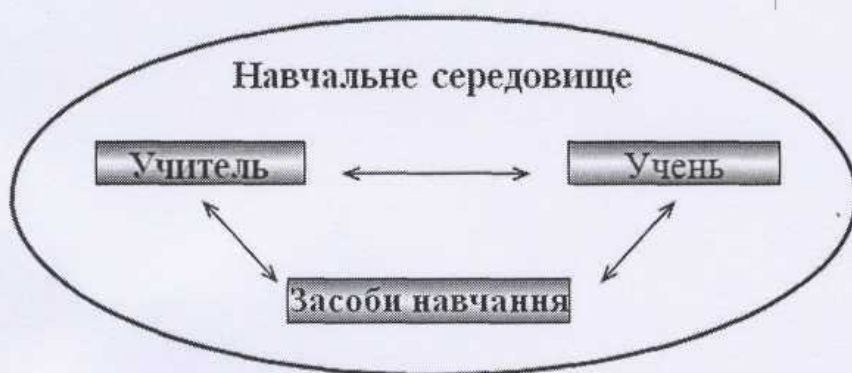 Навчальне середовище
Учитель
Учень
Засоби навчання